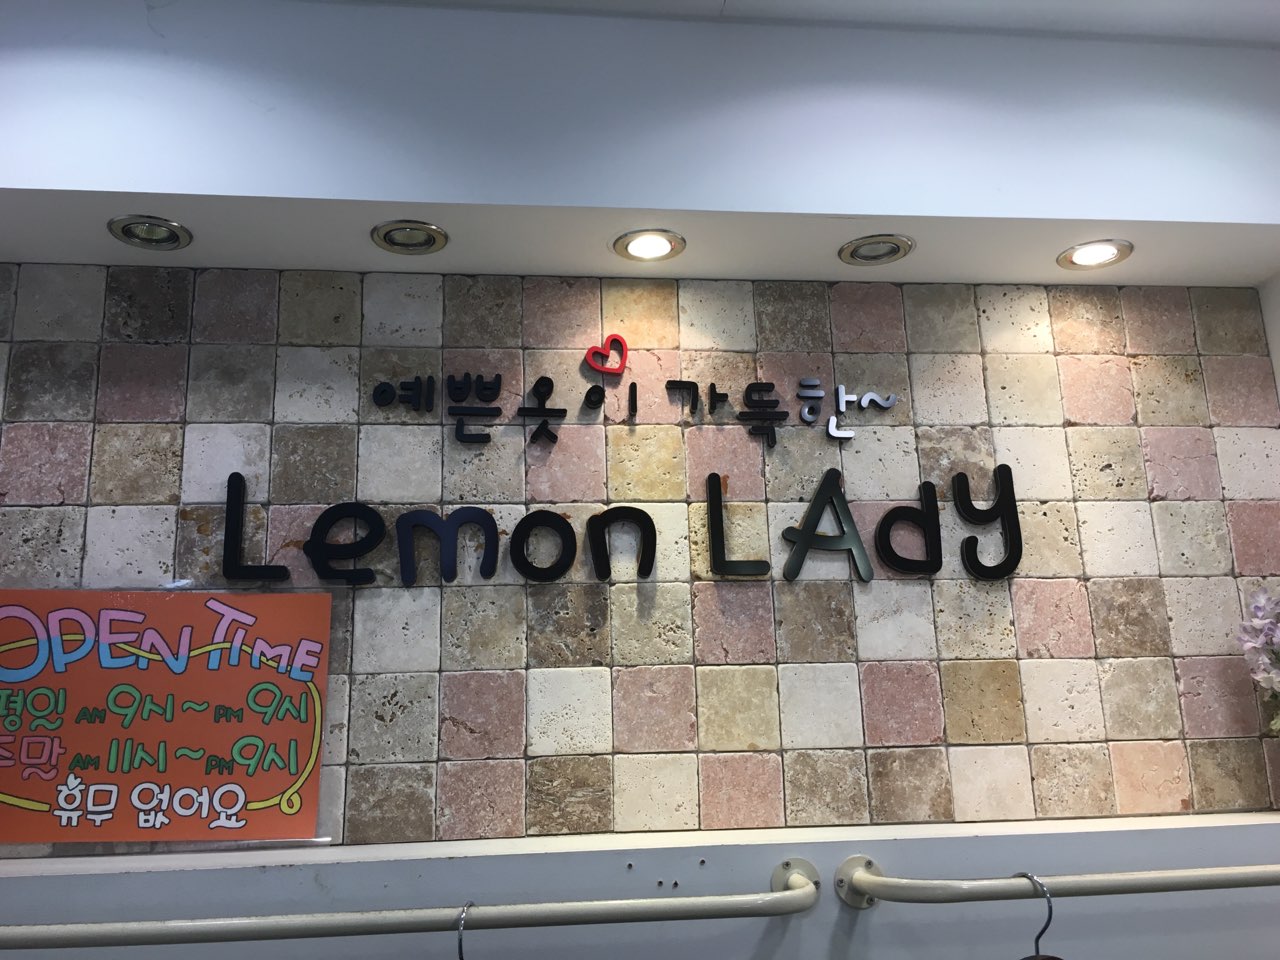 예쁜옷이 가득한~
Lemon LAdy
OPEN TIME
평일 AM 9시~PM 9시
주말 AM 11시~PM 9시
휴무 없어요